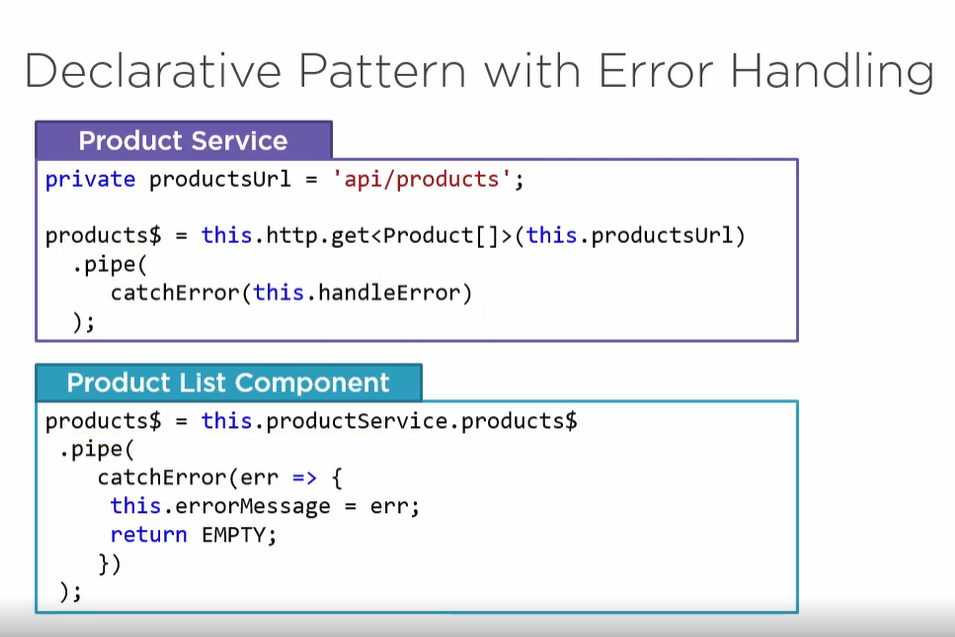 Declarative Pattern with Error Handling
Product Service
private productsUrl = 'api/products';
products$ = this.http.get<Product[]>(this.productsUrl)
.pipe(
catchError(this.handleError)
);
Product List Component
products$ = this.productService.products$
.pipe(
catchError(err => {
this.errorMessage = err;
return EMPTY;
})
);